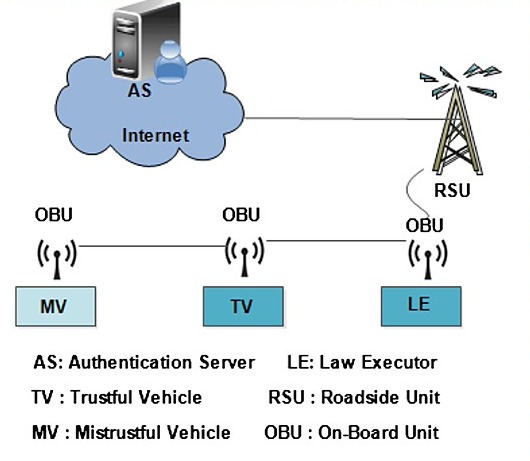 AS
Internet
RSU
OBU OBU OBU
MV TV LE
AS: Authentication Server LE: Law Executor
TV : Trustful Vehicle RSU : Roadside Unit
MV : Mistrustful Vehicle OBU : On-Board Unit